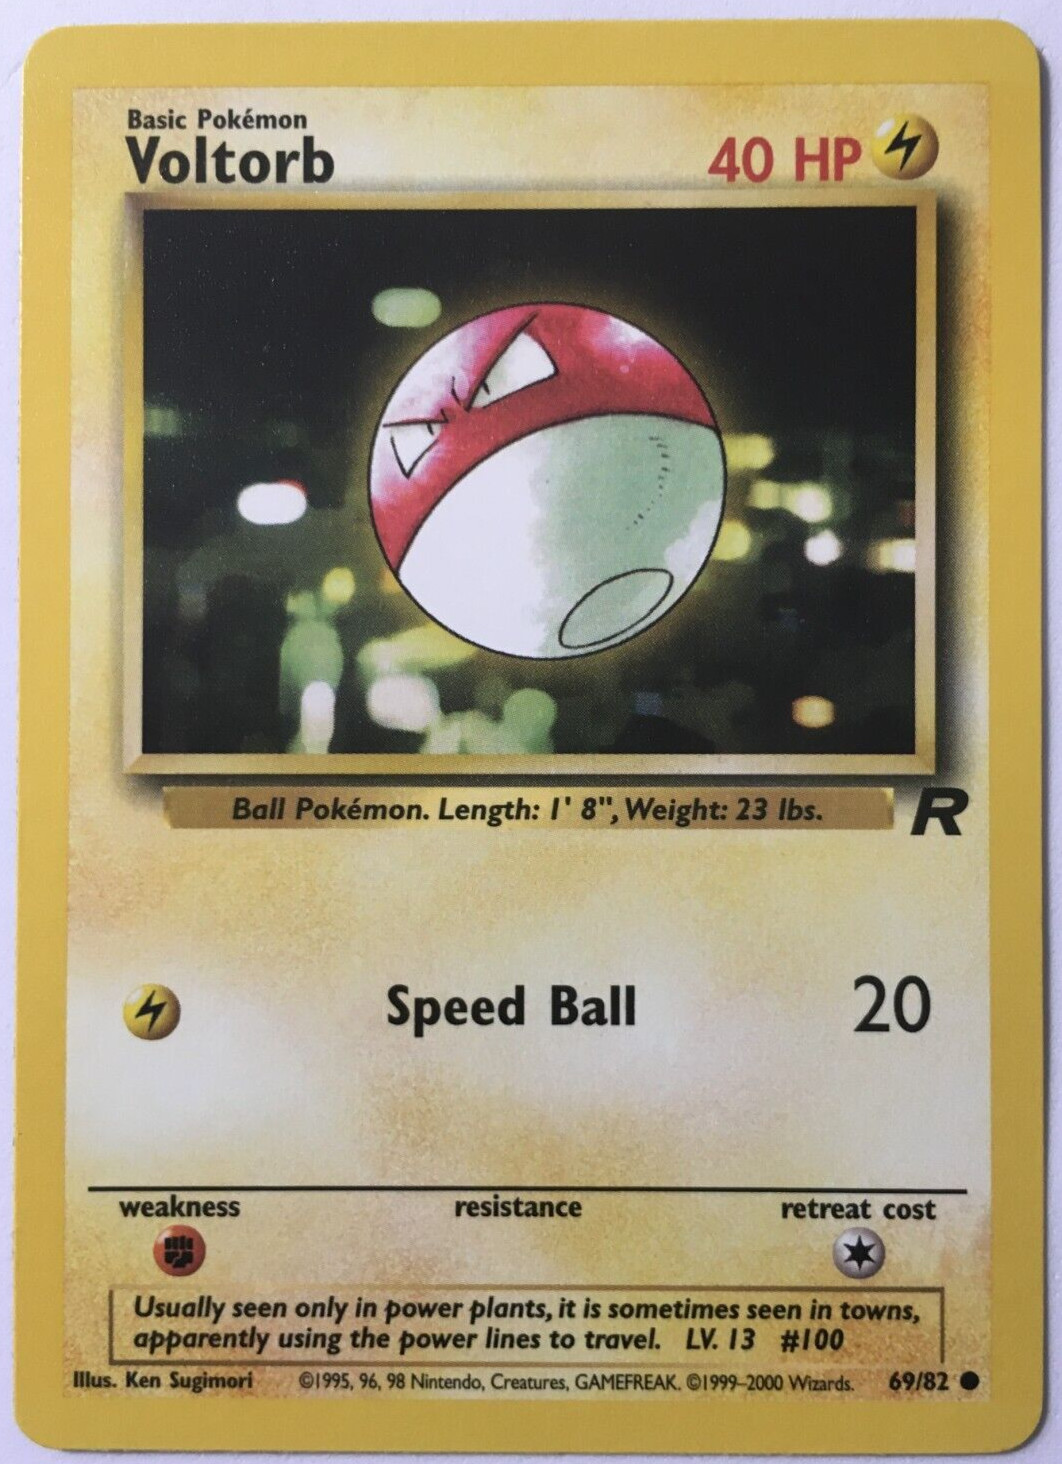 Basic Pokémon
Voltorb
40 HP
Ball Pokémon. Length: 1' 8", Weight: 23 lbs.
R
Speed Ball 20
weakness resistance retreat cost
Usually seen only in power plants, it is sometimes seen in towns,
apparently using the power lines to travel. LV. 13 #100
Illus. Ken Sugimori ©1995, 96, 98 Nintendo, Creatures, GAMEFREAK. ©1999–2000 Wizards. 69/82